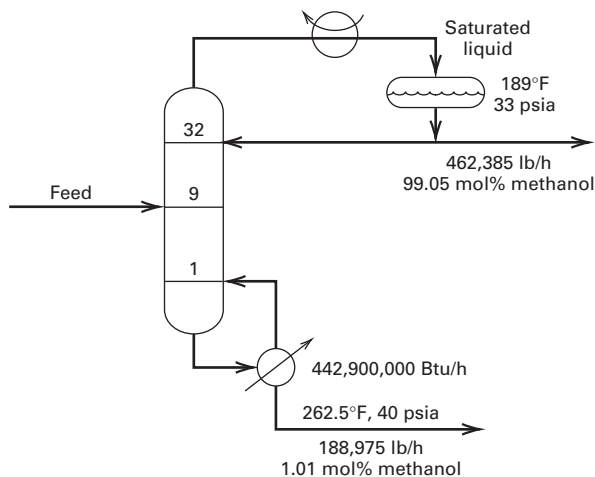 Saturated
liquid
189°F
33 psia
32
462,385 lb/h
99.05 mol% methanol
Feed
9
1
442,900,000 Btu/h
262.5°F, 40 psia
188,975 lb/h
1.01 mol% methanol